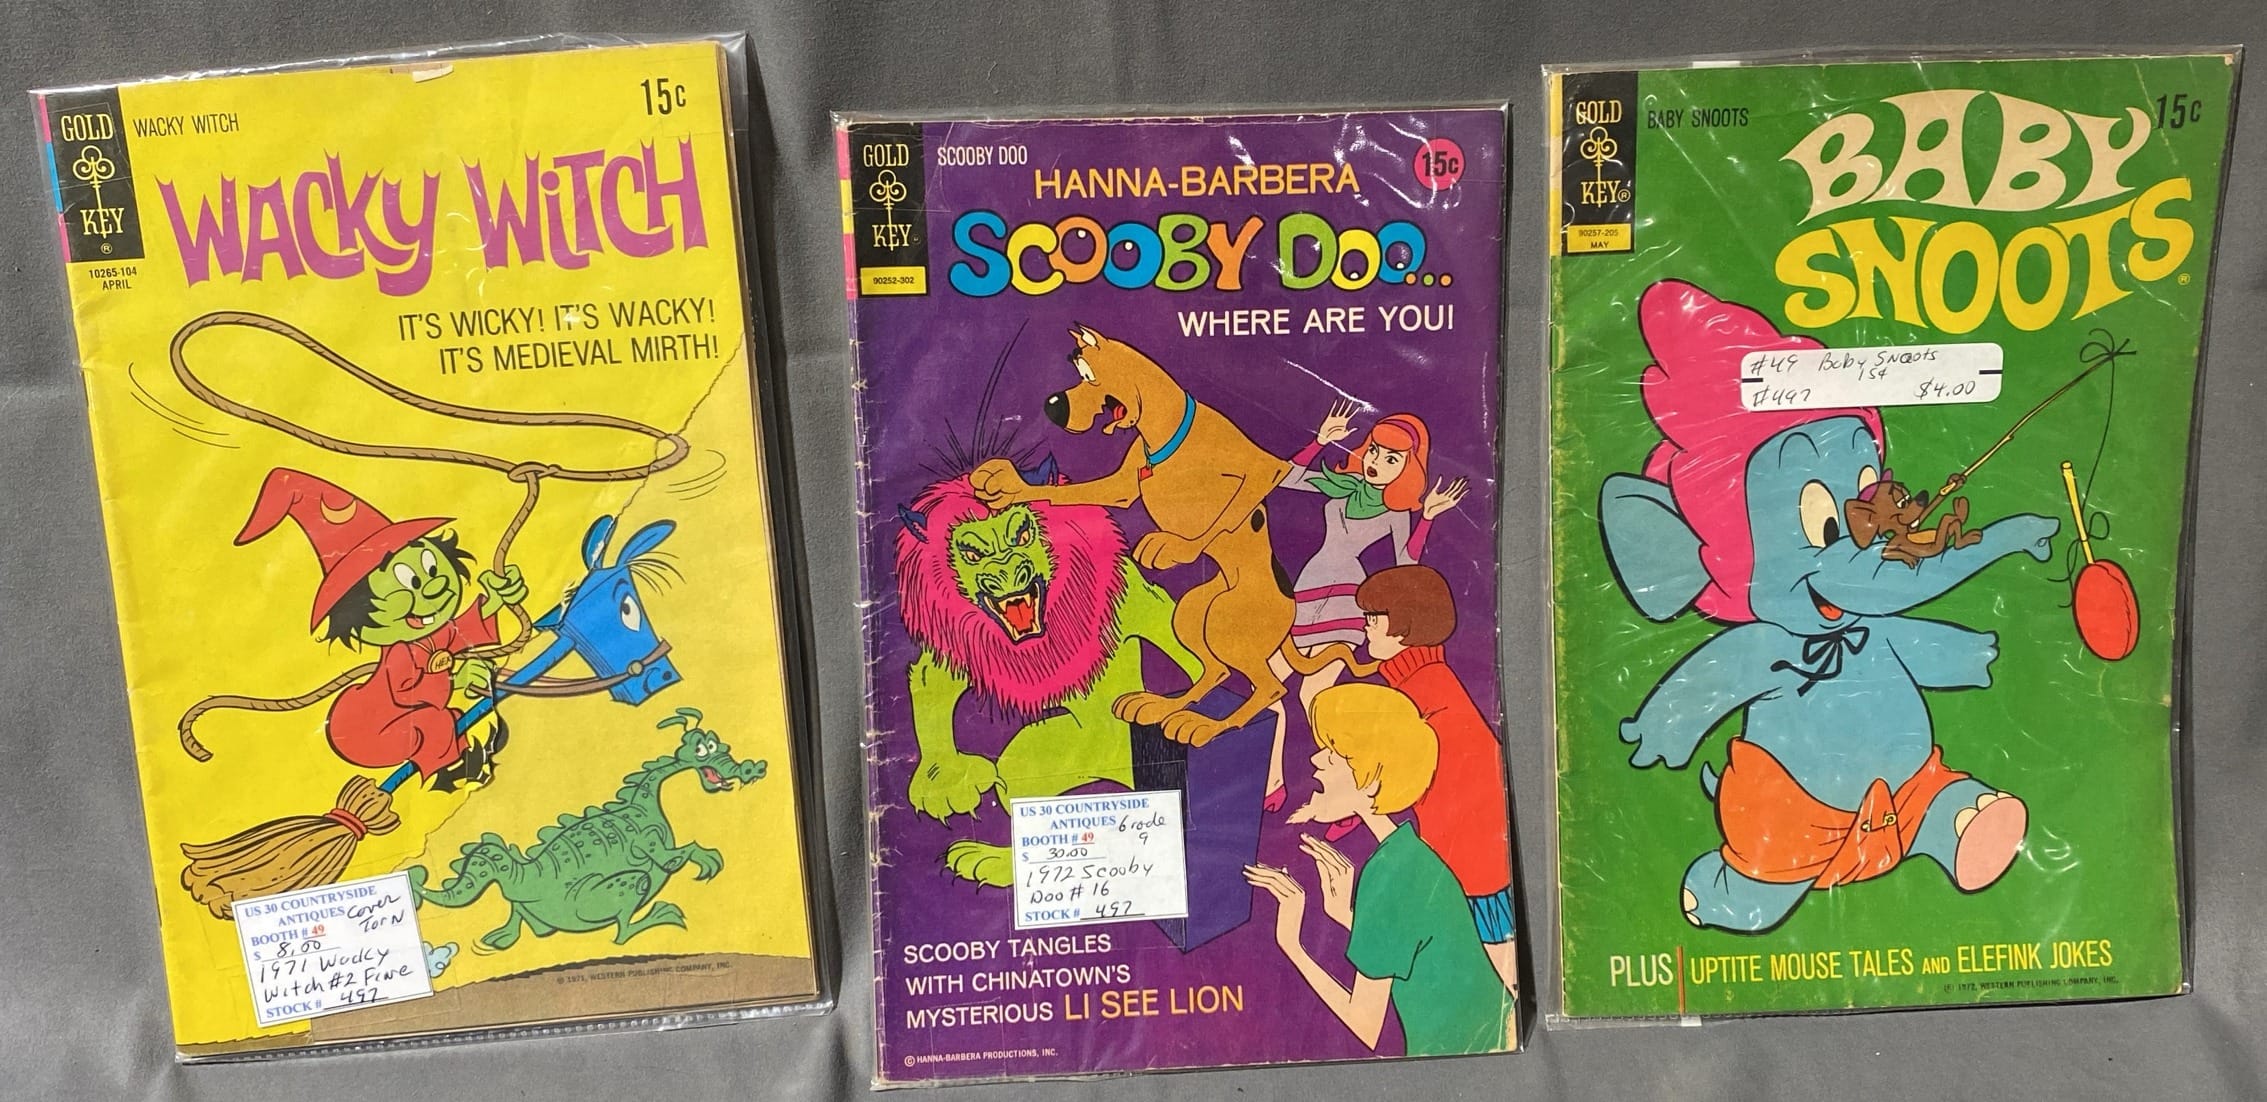 GOLD
KEY®
10265-104
APRIL
WACKY WITCH
15c
WACKY WITCH
IT'S WICKY! IT'S WACKY!
IT'S MEDIEVAL MIRTH!
HEX
US 30 COUNTRYSIDE
ANTIQUES Cover
Torn
BOOTH # 49
$ 8.00
1971 Wacky
Witch #2 Fine
STOCK # 497
© 1971, WESTERN PUBLISHING COMPANY, INC.
GOLD
KEY®
90252-302
SCOOBY DOO
15c
HANNA-BARBERA
SCOOBY DOO...
WHERE ARE YOU!
US 30 COUNTRYSIDE
ANTIQUES Grade
9
BOOTH # 49
$ 30.00
1972 Scooby
Doo # 16
STOCK # 497
SCOOBY TANGLES
WITH CHINATOWN'S
MYSTERIOUS LI SEE LION
© HANNA-BARBERA PRODUCTIONS, INC.
GOLD
KEY®
90257-205
MAY
BABY SNOOTS
15c
BABY
SNOOTS®
#49 Baby Snoots
15¢
#497 $4.00
PLUS UPTITE MOUSE TALES AND ELEFINK JOKES
© 1972, WESTERN PUBLISHING COMPANY, INC.